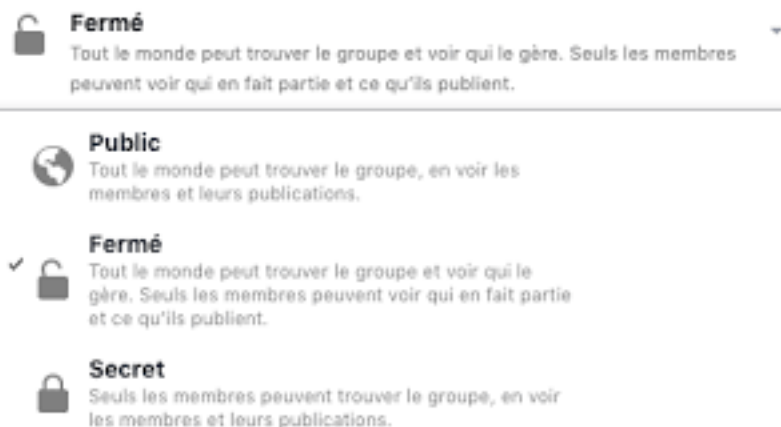 Fermé
Tout le monde peut trouver le groupe et voir qui le gère. Seuls les membres
peuvent voir qui en fait partie et ce qu'ils publient.
Public
Tout le monde peut trouver le groupe, en voir les
membres et leurs publications.
Fermé
Tout le monde peut trouver le groupe et voir qui le
gère. Seuls les membres peuvent voir qui en fait partie
et ce qu'ils publient.
Secret
Seuls les membres peuvent trouver le groupe, en voir
les membres et leurs publications.